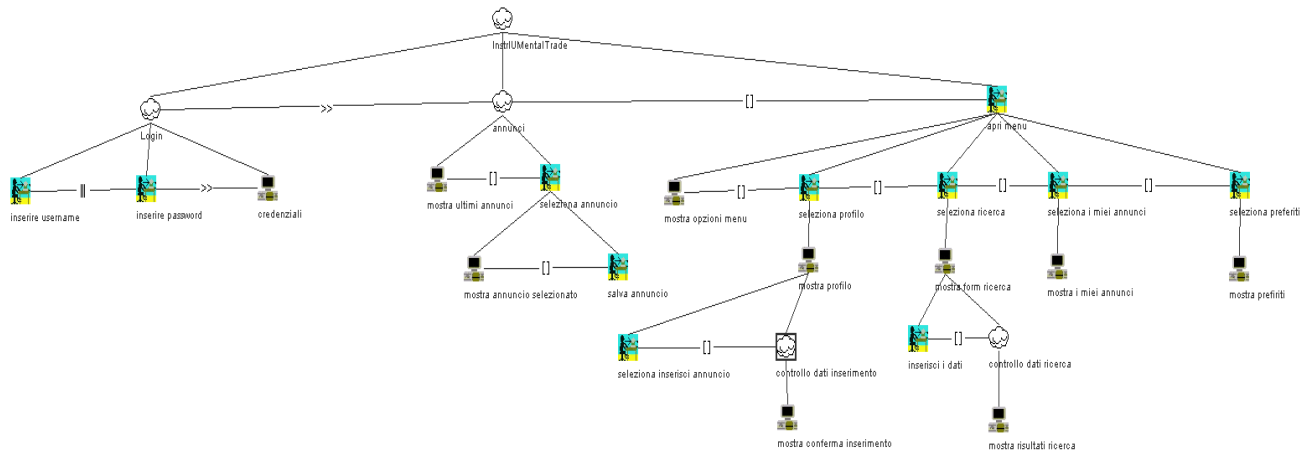 InstrIUMentalTrade
>>
[]
Login
annunci
apri menu
||
>>
[]
[]
[]
[]
[]
inserire username
inserire password
credenziali
mostra ultimi annunci
seleziona annuncio
mostra opzioni menu
seleziona profilo
seleziona ricerca
seleziona i miei annunci
seleziona preferiti
[]
mostra annuncio selezionato
salva annuncio
mostra profilo
mostra form ricerca
mostra i miei annunci
mostra prefiriti
[]
[]
seleziona inserisci annuncio
controllo dati inserimento
inserisci i dati
controllo dati ricerca
mostra conferma inserimento
mostra risultati ricerca